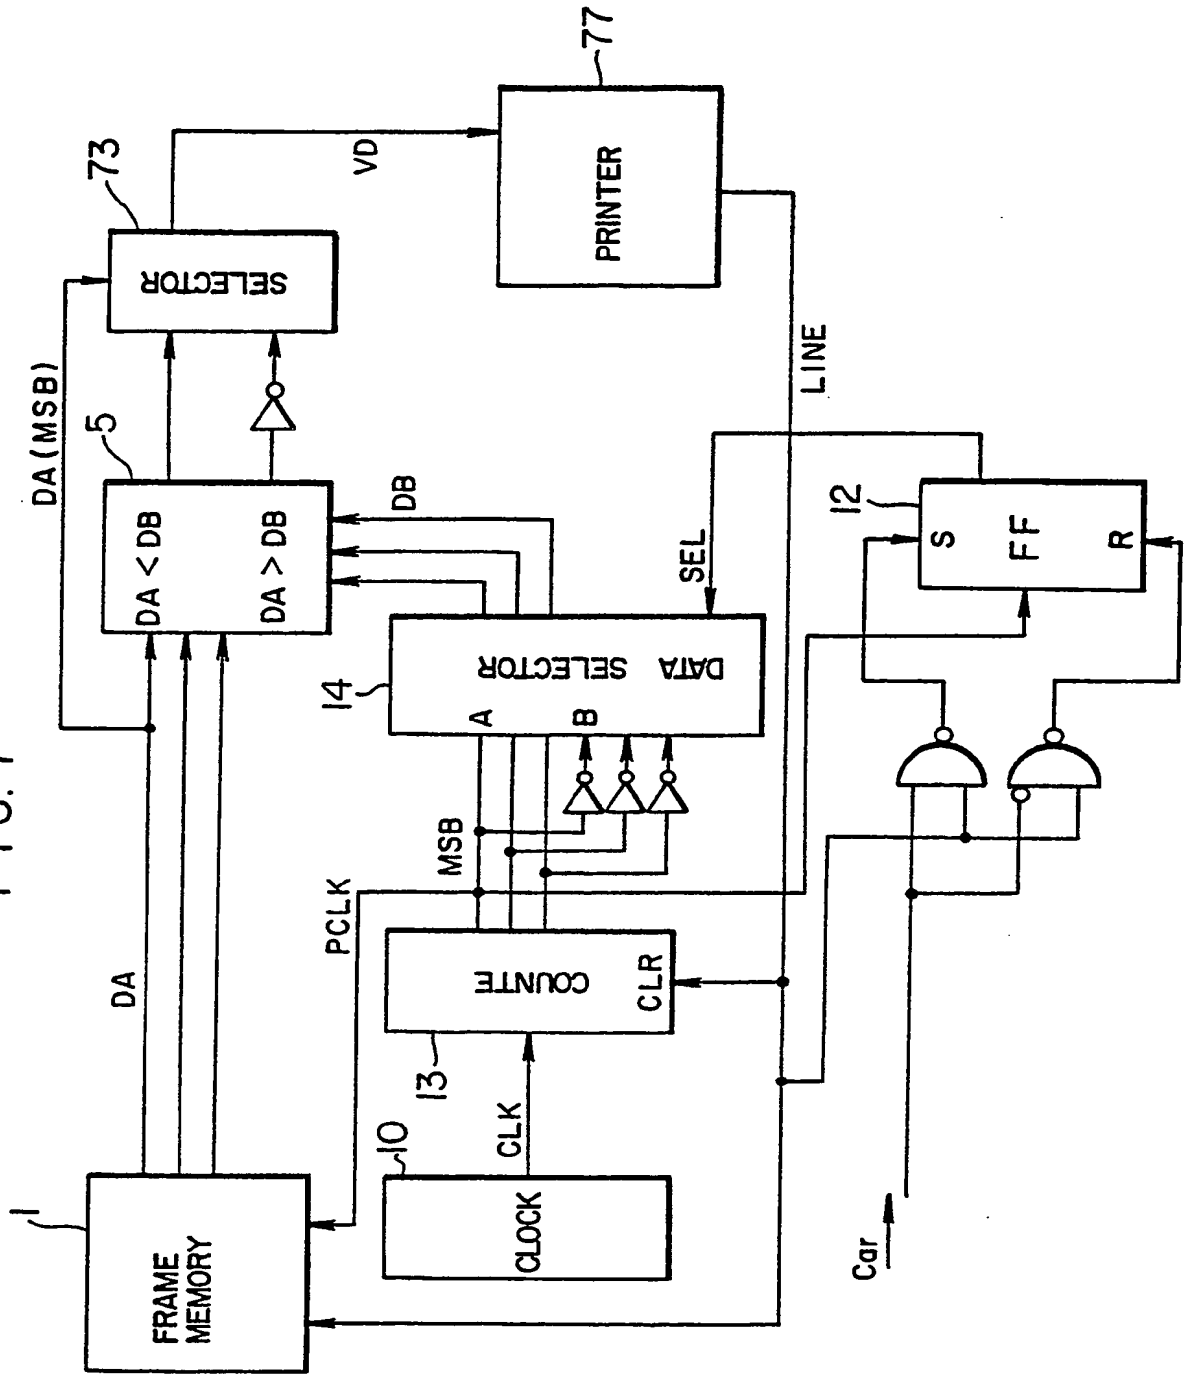 1
FRAME
MEMORY
DA
DA (MSB)
5
DA < DB
DA > DB
73
SELECTOR
VD
77
PRINTER
10
CLOCK
CLK
13
COUNTE
CLR
PCLK
MSB
14
A
B
DATA
SELECTOR
DB
SEL
LINE
12
S
FF
R
Car